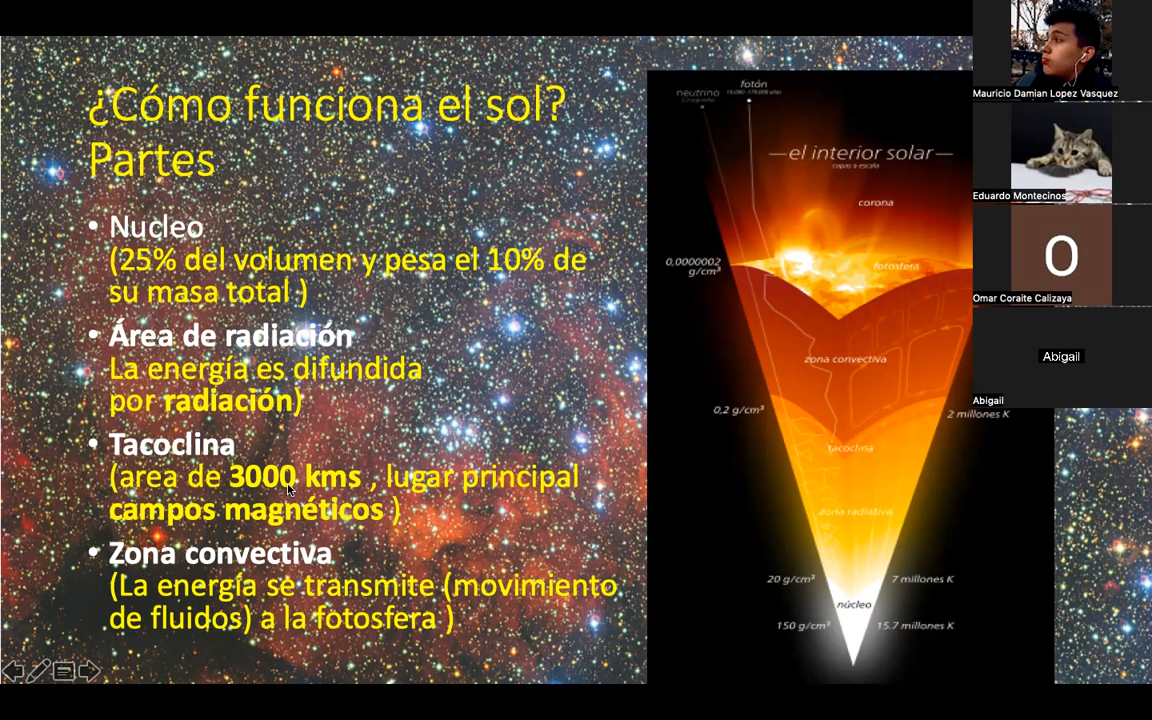 ¿Cómo funciona el sol?
Partes
• Nucleo
(25% del volumen y pesa el 10% de
su masa total )
• Área de radiación
La energía es difundida
por radiación)
• Tacoclina
(area de 3000 kms , lugar principal
campos magnéticos )
• Zona convectiva
(La energía se transmite (movimiento
de fluidos) a la fotosfera )
neutrino
fotón
—el interior solar—
capas a escala
corona
0,0000002
g/cm³
fotosfera
zona convectiva
0,2 g/cm³
2 millones K
tacoclina
zona radiativa
20 g/cm³
7 millones K
núcleo
150 g/cm³
15.7 millones K
Mauricio Damian Lopez Vasquez
Eduardo Montecinos
O
Omar Coraite Calizaya
Abigail
Abigail